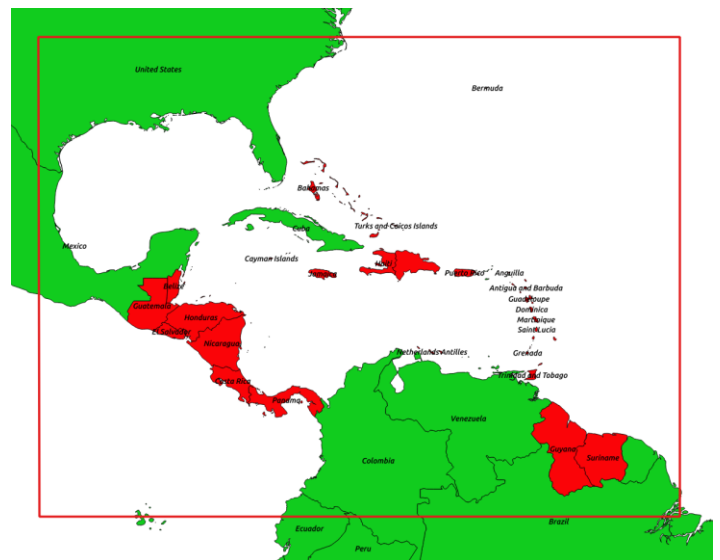 United States
Bermuda
Bahamas
Turks and Caicos Islands
Cuba
Mexico
Cayman Islands
Haiti
Jamaica
Puerto Rico
Anguilla
Belize
Antigua and Barbuda
Guadeloupe
Guatemala
Dominica
Honduras
Martinique
El Salvador
Saint Lucia
Nicaragua
Netherlands Antilles
Grenada
Trinidad and Tobago
Costa Rica
Panama
Venezuela
Guyana
Suriname
Colombia
Brazil
Ecuador
Peru